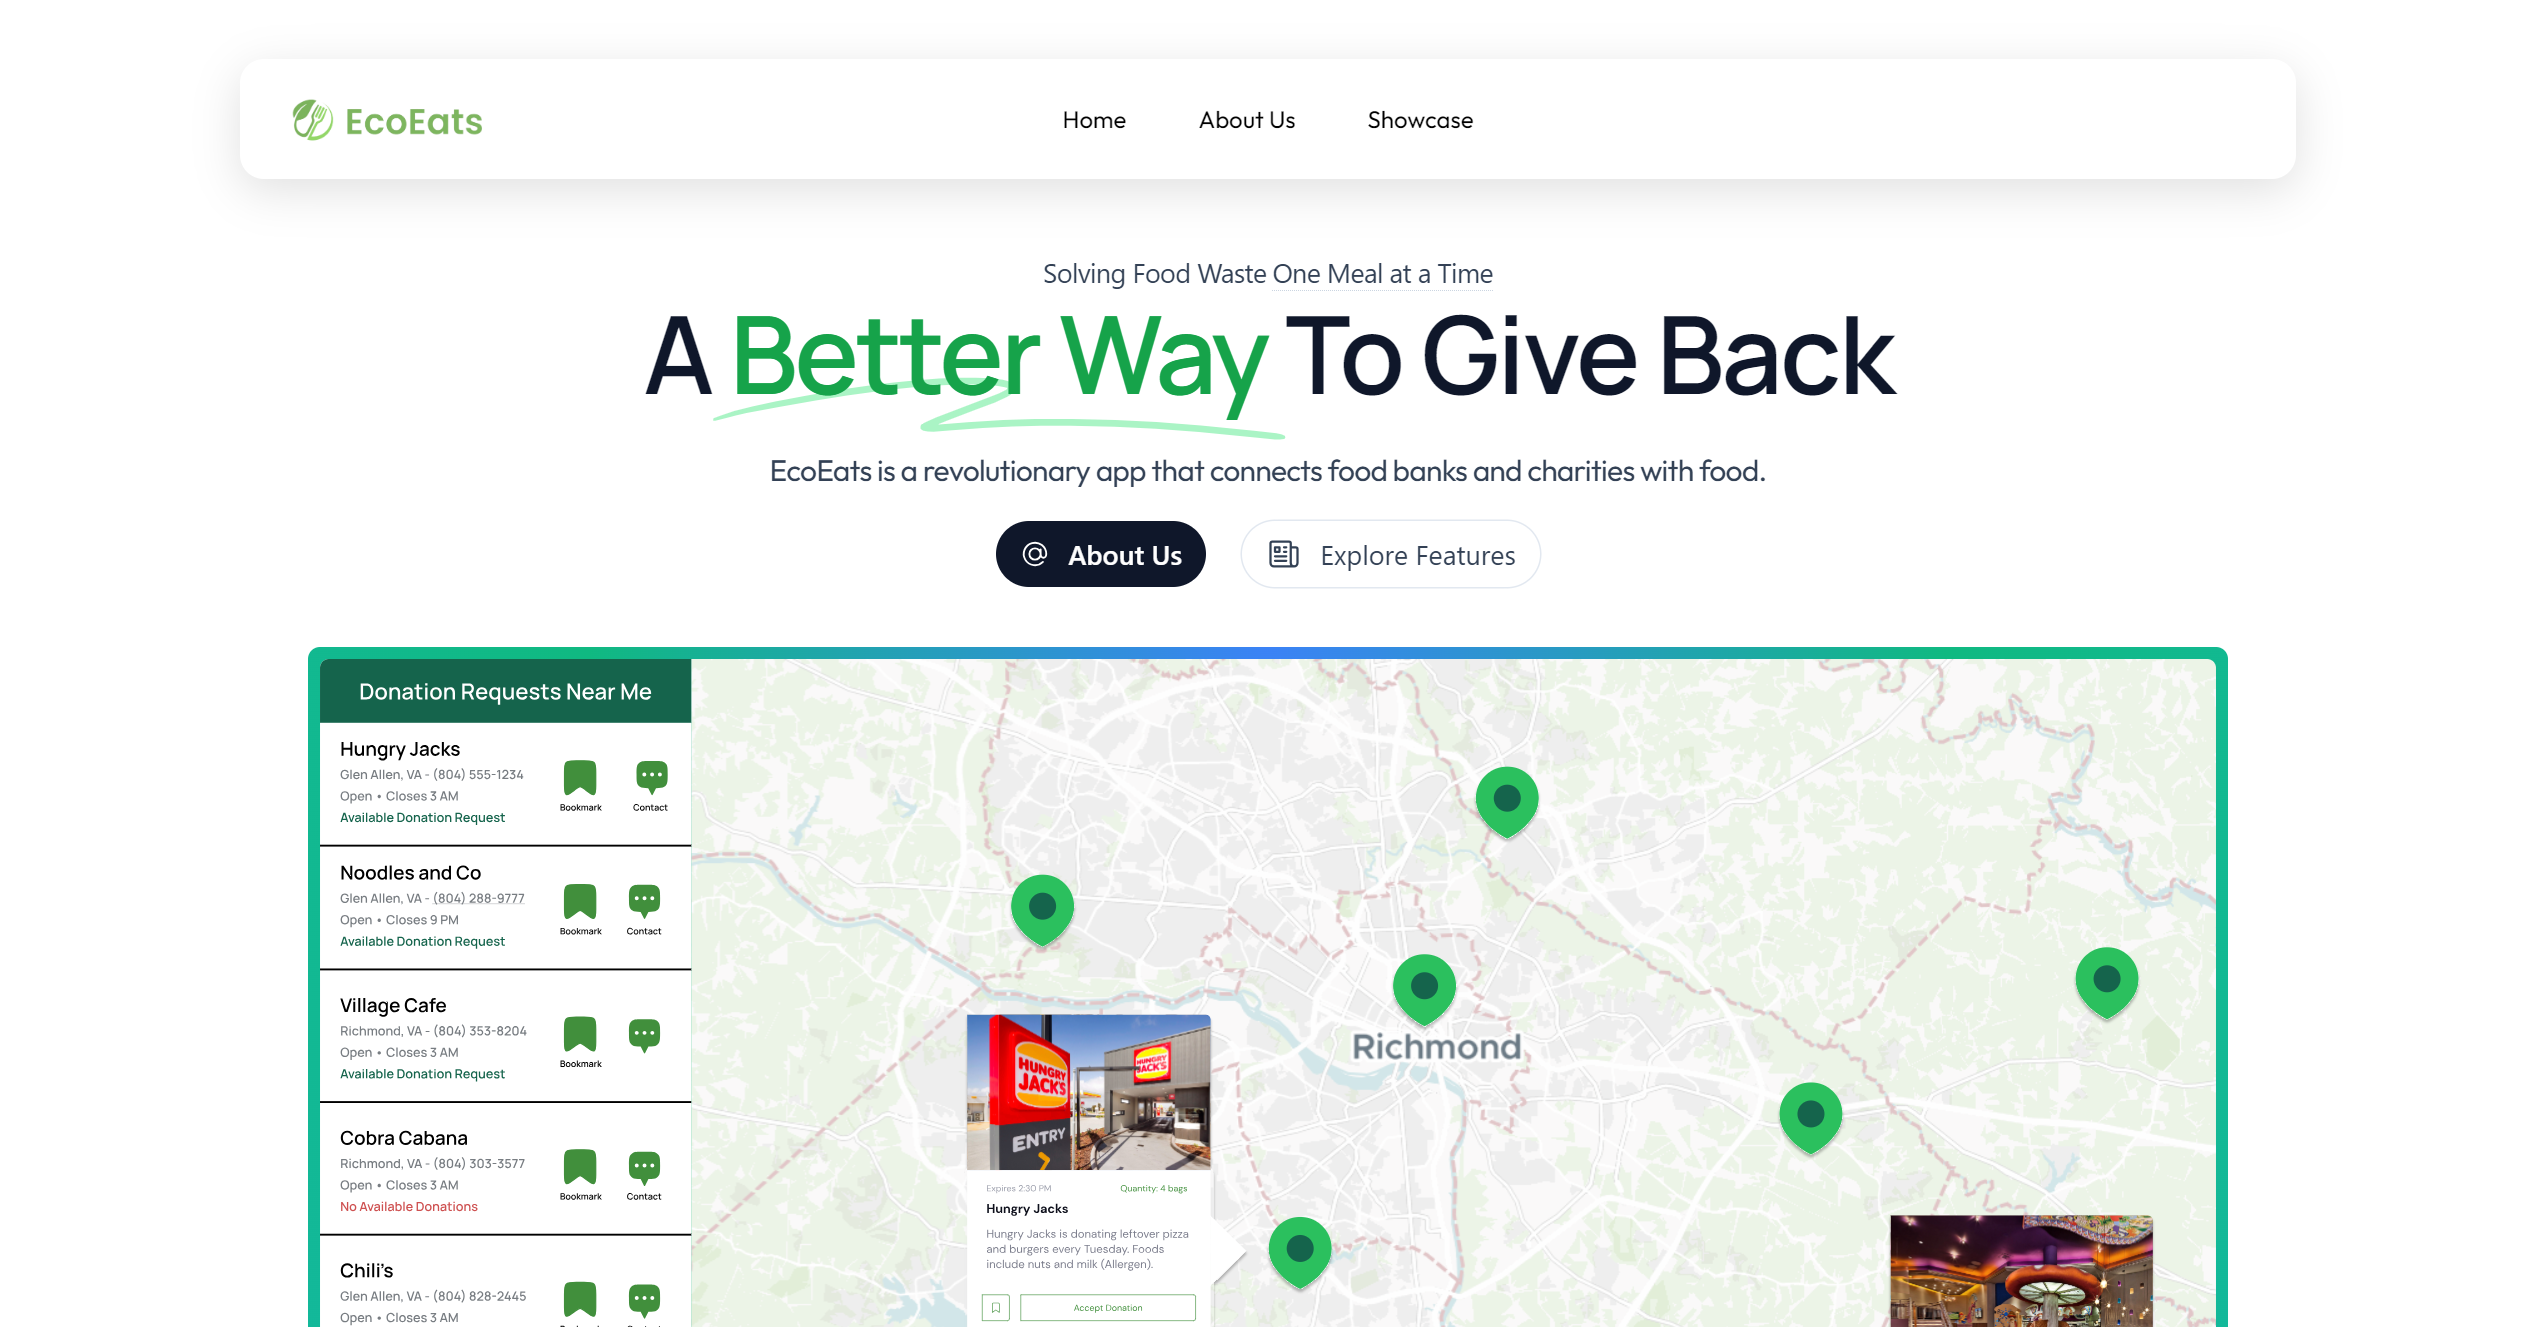 EcoEats
Home
About Us
Showcase
Solving Food Waste One Meal at a Time
A Better Way To Give Back
EcoEats is a revolutionary app that connects food banks and charities with food.
About Us
Explore Features
Donation Requests Near Me
Hungry Jacks
Glen Allen, VA - (804) 555-1234
Open • Closes 3 AM
Available Donation Request
Bookmark
Contact
Noodles and Co
Glen Allen, VA - (804) 288-9777
Open • Closes 9 PM
Available Donation Request
Bookmark
Contact
Village Cafe
Richmond, VA - (804) 353-8204
Open • Closes 3 AM
Available Donation Request
Bookmark
Cobra Cabana
Richmond, VA - (804) 303-3577
Open • Closes 3 AM
No Available Donations
Bookmark
Contact
Chili's
Glen Allen, VA - (804) 828-2445
Open • Closes 3 AM
Richmond
HUNGRY
JACK'S
HUNGRY
JACK'S
ENTRY
Expires 2:30 PM
Quantity: 4 bags
Hungry Jacks
Hungry Jacks is donating leftover pizza
and burgers every Tuesday. Foods
include nuts and milk (Allergen).
Accept Donation